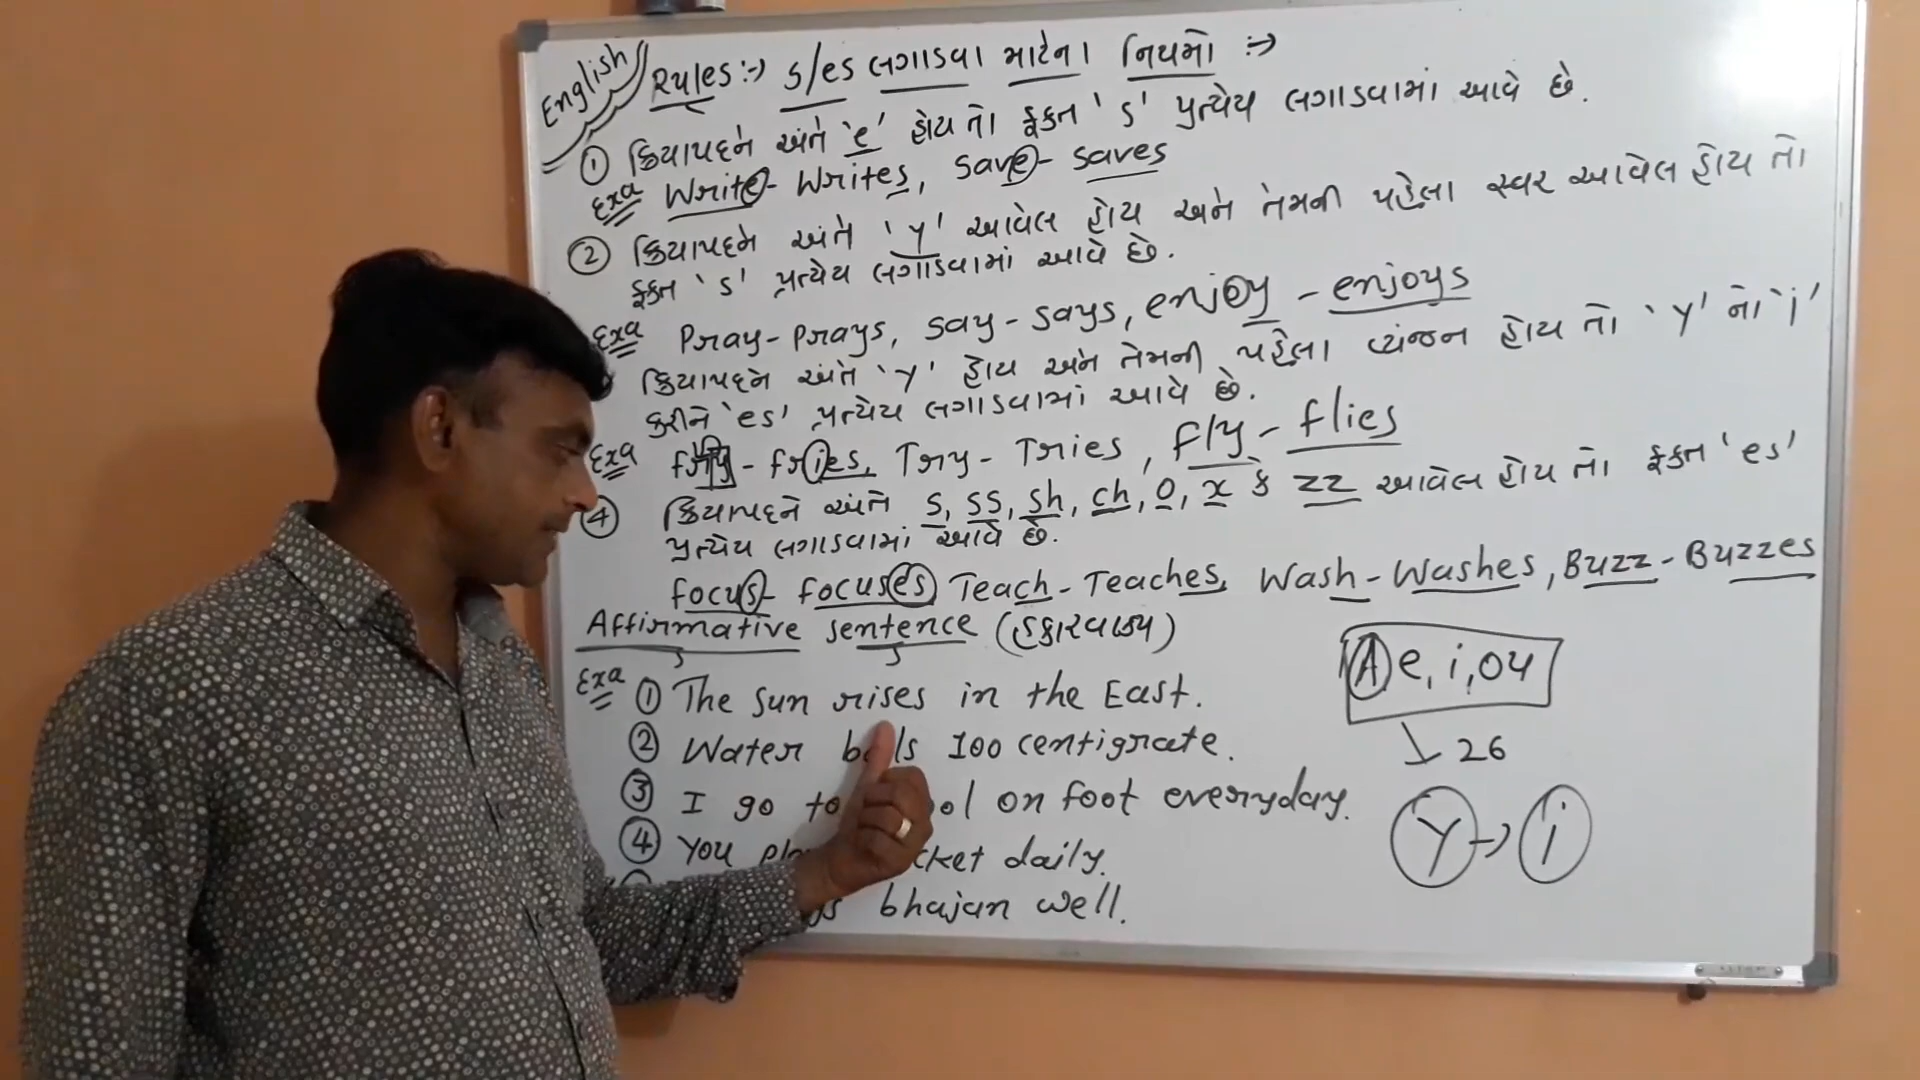 English
Rules:-> s/es લગાડવા માટેના નિયમો :->
① ક્રિયાપદને અંતે 'e' હોય તો ફક્ત 's' પ્રત્યેય લગાડવામાં આવે છે.
Exa Write - Writes, save - saves
② ક્રિયાપદને અંતે 'y' આવેલ હોય અને તેમની પહેલા સ્વર આવેલ હોય તો
ફક્ત 's' પ્રત્યેય લગાડવામાં આવે છે.
Exa Pray - Prays, say - says, enjoy - enjoys
ક્રિયાપદને અંતે 'y' હોય અને તેમની પહેલા વ્યંજન હોય તો 'y' નો 'i'
કરીને 'es' પ્રત્યેય લગાડવામાં આવે છે.
Exa fry - fries, Try - Tries, fly - flies
④ ક્રિયાપદને અંતે s, ss, sh, ch, o, x કે zz આવેલ હોય તો ફક્ત 'es'
પ્રત્યેય લગાડવામાં આવે છે.
focus - focuses Teach - Teaches, Wash - Washes, Buzz - Buzzes
Affirmative sentence (હકારવાક્ય)
Exa ① The sun rises in the East.
② Water 100 centigrate.
③ I go to on foot everyday.
④ You daily.
bhajan well.
A e, i, o u
26
Y -> i